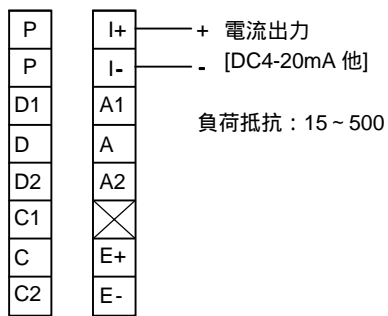 P I+ + 電流出力
P I- - [DC4-20mA 他]
D1 A1
負荷抵抗：15～500
D A
D2 A2
C1
C E+
C2 E-